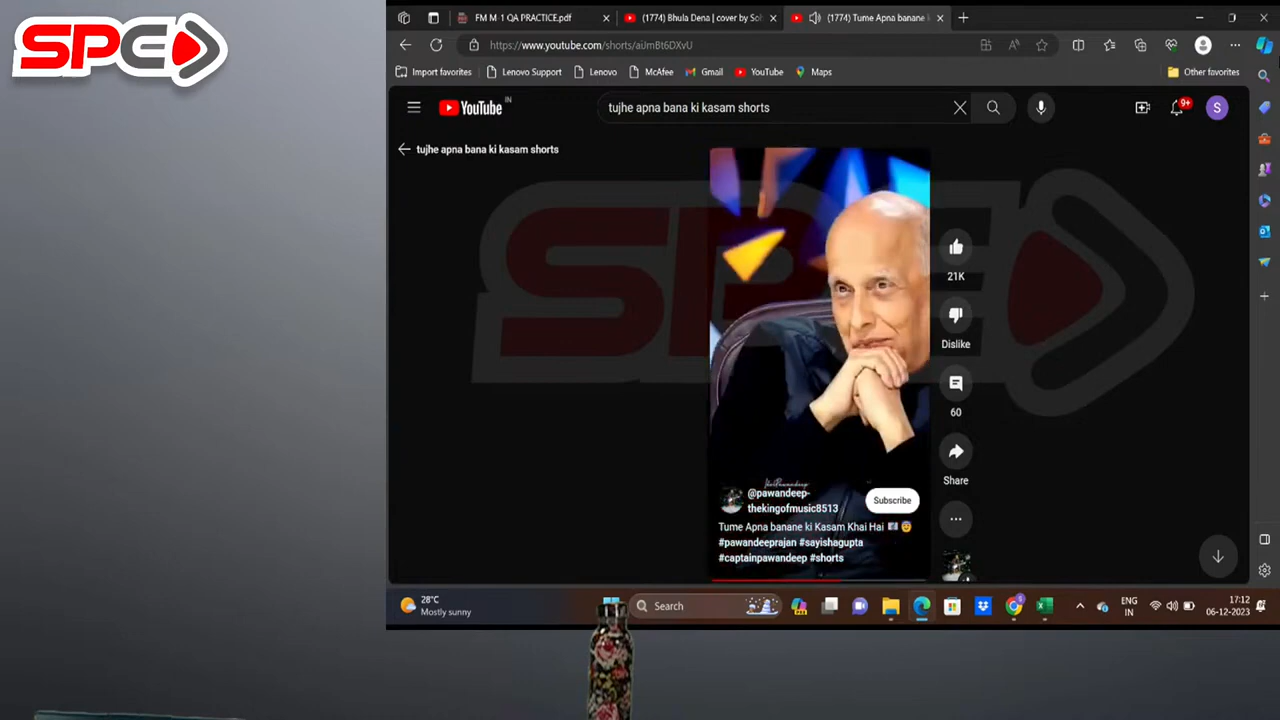 SPE
FM M-1 QA PRACTICE.pdf
(1774) Bhula Dena | cover by Soh
(1774) Tume Apna banane k
https://www.youtube.com/shorts/aiUmBt6DXvU
Import favorites
Lenovo Support
Lenovo
McAfee
Gmail
YouTube
Maps
Other favorites
YouTube IN
tujhe apna bana ki kasam shorts
9+
S
tujhe apna bana ki kasam shorts
SPE
21K
Dislike
60
Share
@pawandeep-
thekingofmusic8513
Subscribe
Tume Apna banane ki Kasam Khai Hai
#pawandeeprajan #sayishagupta
#captainpawandeep #shorts
28°C
Mostly sunny
Search
ENG
IN
17:12
06-12-2023